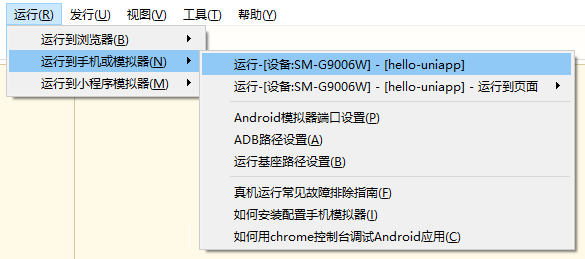 运行(R) 发行(U) 视图(V) 工具(T) 帮助(Y)
运行到浏览器(B)
运行到手机或模拟器(N)
运行到小程序模拟器(M)
运行-[设备:SM-G9006W] - [hello-uniapp]
运行-[设备:SM-G9006W] - [hello-uniapp] - 运行到页面
Android模拟器端口设置(P)
ADB路径设置(A)
运行基座路径设置(B)
真机运行常见故障排除指南(F)
如何安装配置手机模拟器(I)
如何用chrome控制台调试Android应用(C)